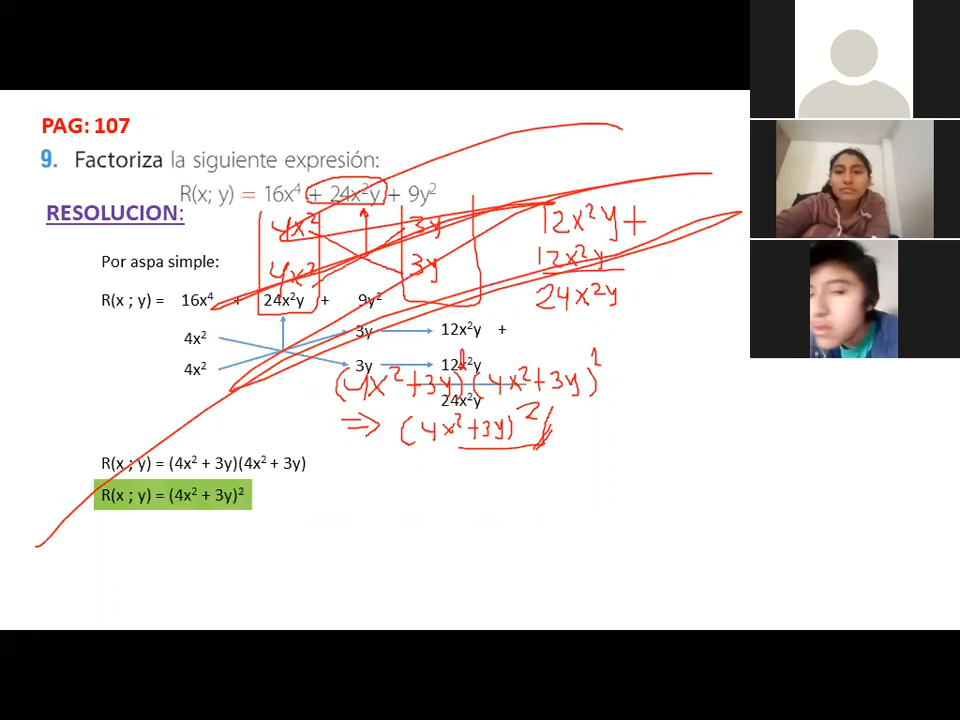 PAG: 107
9. Factoriza la siguiente expresión:
R(x; y) = 16x⁴ + 24x²y + 9y²
RESOLUCION:
4x² 3y 12x²y +
4x² 3y 12x²y
24x²y
Por aspa simple:
R(x ; y) = 16x⁴ + 24x²y + 9y²
4x² 3y 12x²y +
4x² 3y 12x²y
24x²y
(4x²+3y)¹(4x²+3y)¹
⇒ (4x²+3y)²
R(x ; y) = (4x² + 3y)(4x² + 3y)
R(x ; y) = (4x² + 3y)²